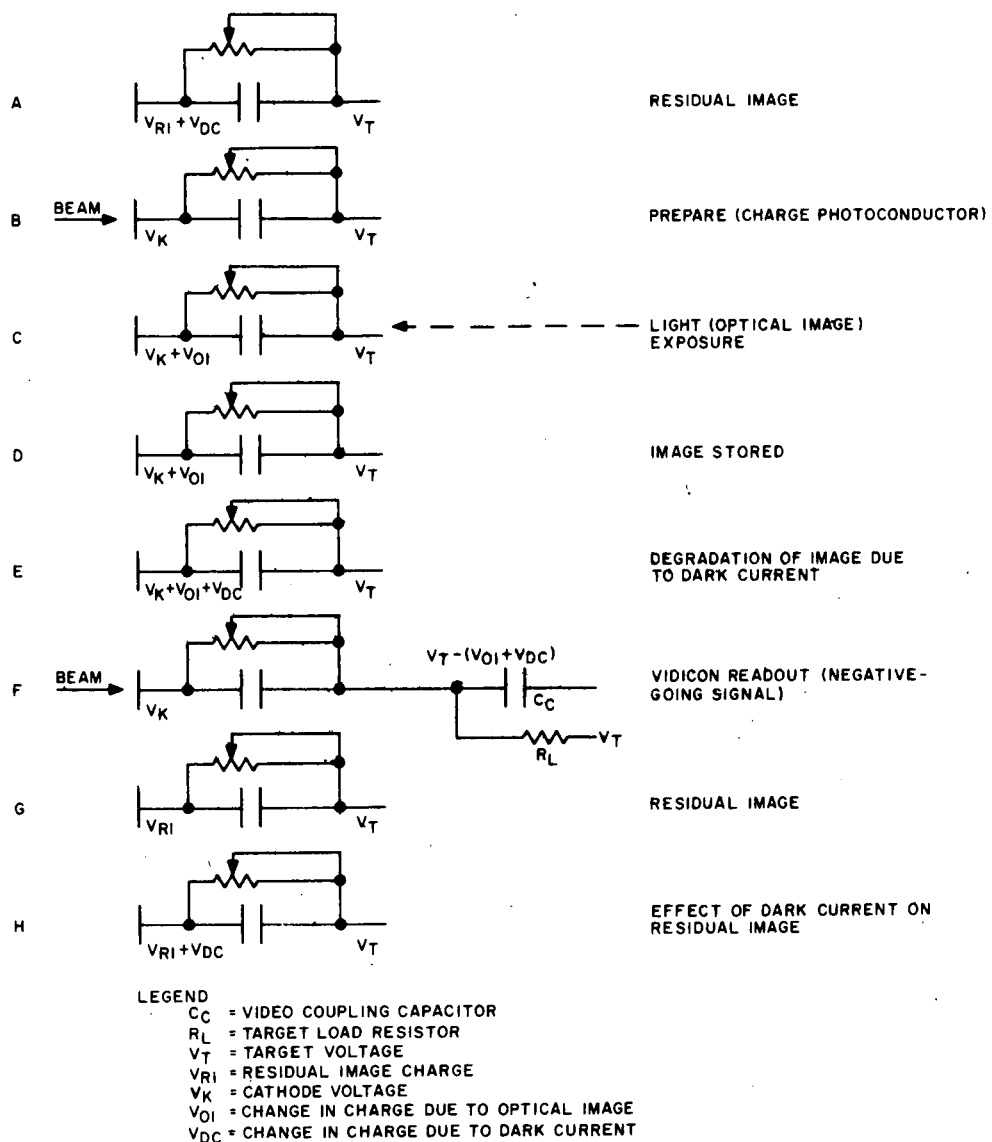 A
V_RI + V_DC
V_T
RESIDUAL IMAGE
B
BEAM
V_K
V_T
PREPARE (CHARGE PHOTOCONDUCTOR)
C
V_K + V_OI
V_T
LIGHT (OPTICAL IMAGE)
EXPOSURE
D
V_K + V_OI
V_T
IMAGE STORED
E
V_K + V_OI + V_DC
V_T
DEGRADATION OF IMAGE DUE
TO DARK CURRENT
F
BEAM
V_K
V_T - (V_OI + V_DC)
C_C
R_L
V_T
VIDICON READOUT (NEGATIVE-
GOING SIGNAL)
G
V_RI
V_T
RESIDUAL IMAGE
H
V_RI + V_DC
V_T
EFFECT OF DARK CURRENT ON
RESIDUAL IMAGE
LEGEND
C_C = VIDEO COUPLING CAPACITOR
R_L = TARGET LOAD RESISTOR
V_T = TARGET VOLTAGE
V_RI = RESIDUAL IMAGE CHARGE
V_K = CATHODE VOLTAGE
V_OI = CHANGE IN CHARGE DUE TO OPTICAL IMAGE
V_DC = CHANGE IN CHARGE DUE TO DARK CURRENT